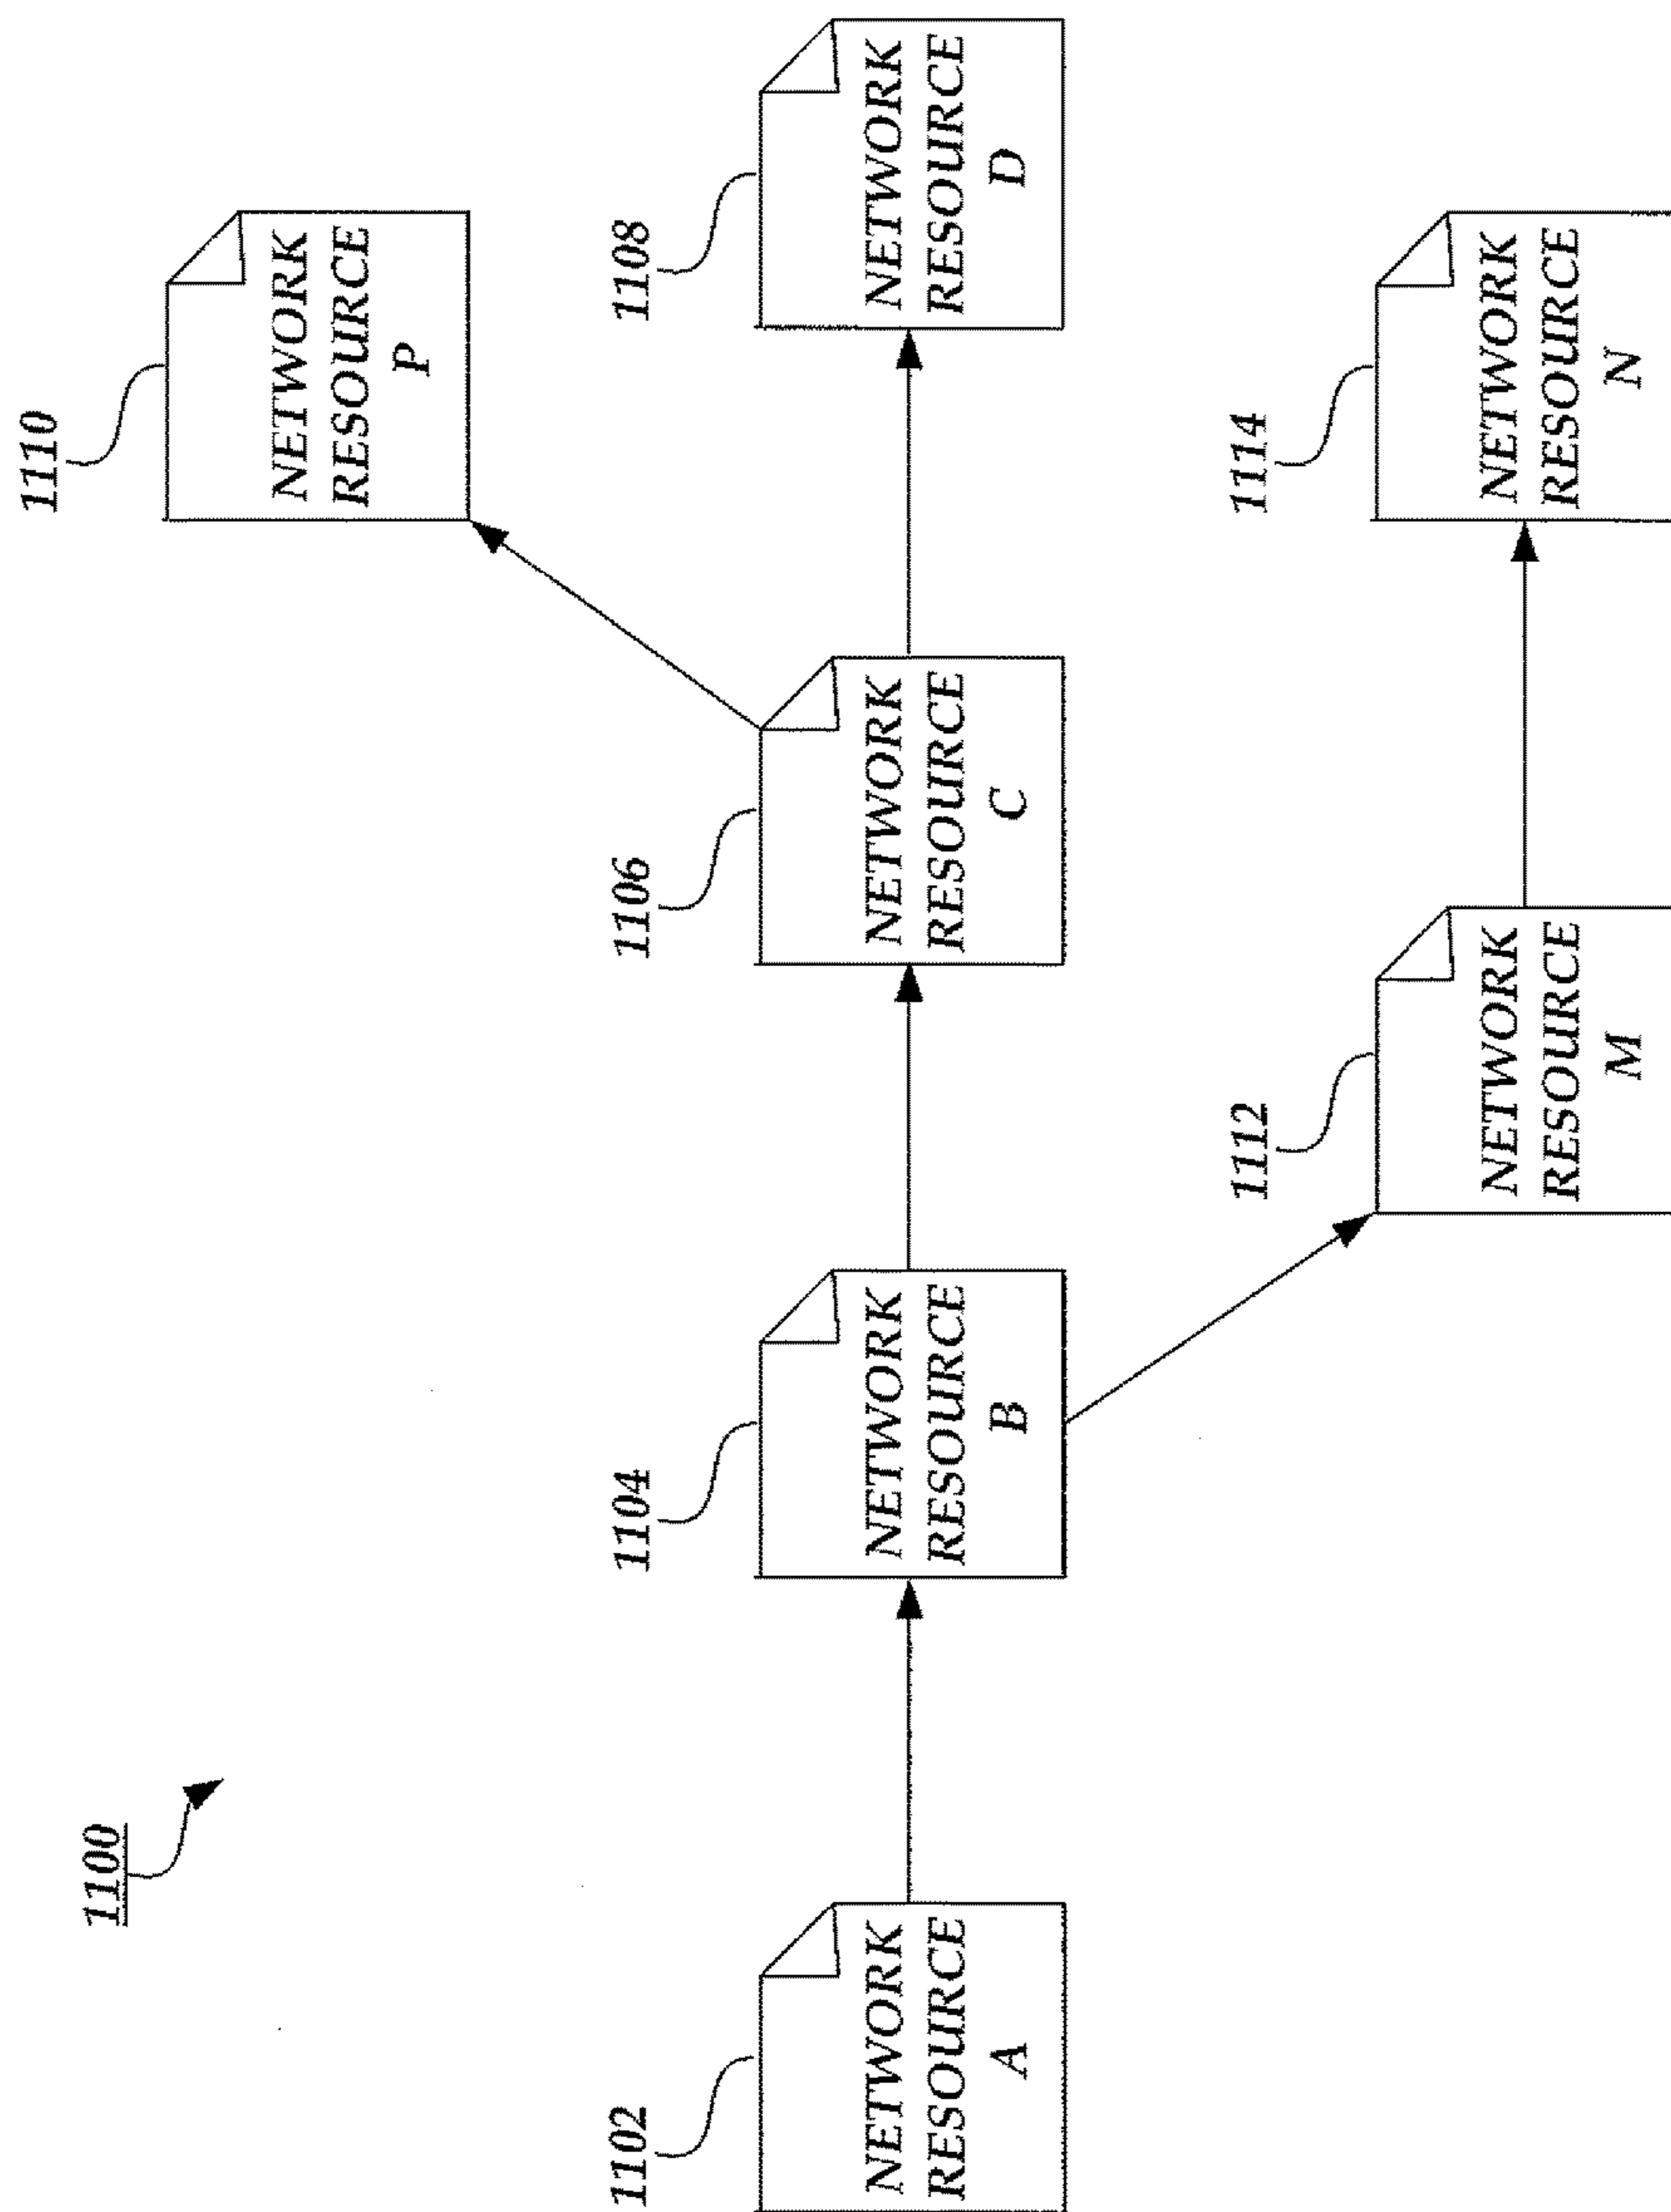 1100
1102
NETWORK
RESOURCE
A
1104
NETWORK
RESOURCE
B
1106
NETWORK
RESOURCE
C
1108
NETWORK
RESOURCE
D
1110
NETWORK
RESOURCE
P
1112
NETWORK
RESOURCE
M
1114
NETWORK
RESOURCE
N